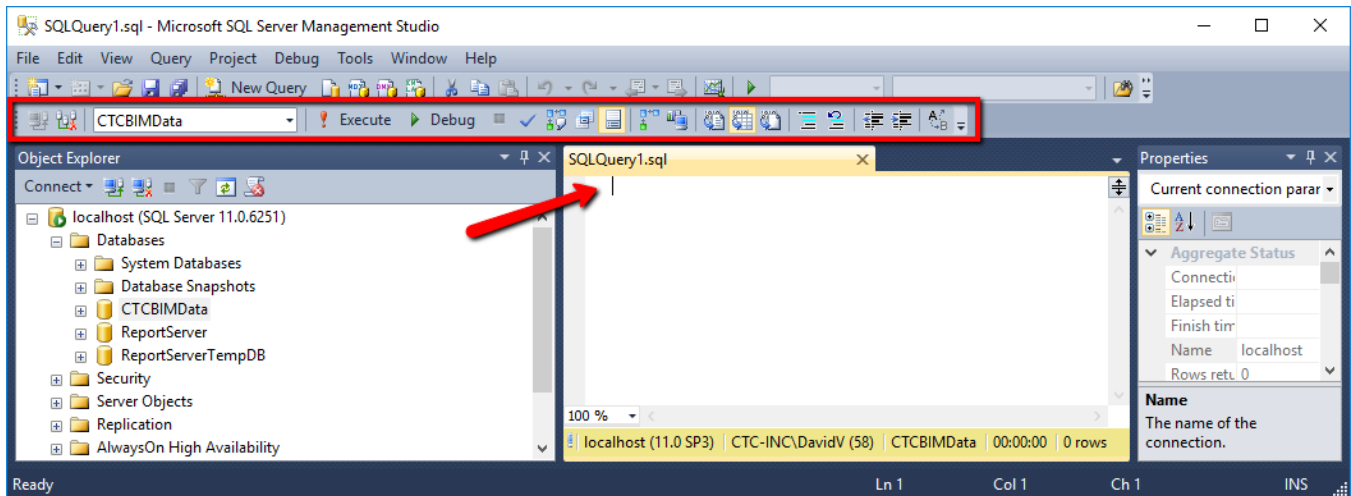 SQLQuery1.sql - Microsoft SQL Server Management Studio
File Edit View Query Project Debug Tools Window Help
New Query
CTCBIMData Execute Debug
Object Explorer
Connect
localhost (SQL Server 11.0.6251)
Databases
System Databases
Database Snapshots
CTCBIMData
ReportServer
ReportServerTempDB
Security
Server Objects
Replication
AlwaysOn High Availability
SQLQuery1.sql
100 %
localhost (11.0 SP3) CTC-INC\DavidV (58) CTCBIMData 00:00:00 0 rows
Properties
Current connection parar
Aggregate Status
Connecti
Elapsed ti
Finish tim
Name localhost
Rows retu 0
Name
The name of the
connection.
Ready Ln 1 Col 1 Ch 1 INS